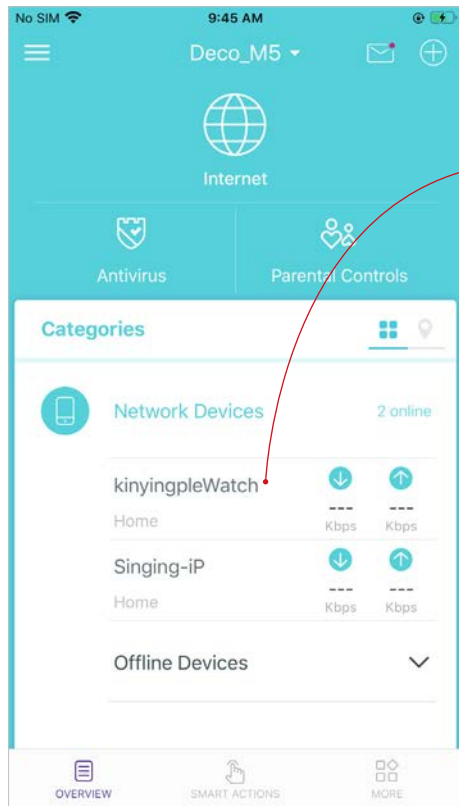 No SIM 9:45 AM
Deco_M5
Internet
Antivirus Parental Controls
Categories
Network Devices 2 online
kinyingpleWatch --- ---
Home Kbps Kbps
Singing-iP --- ---
Home Kbps Kbps
Offline Devices
OVERVIEW SMART ACTIONS MORE